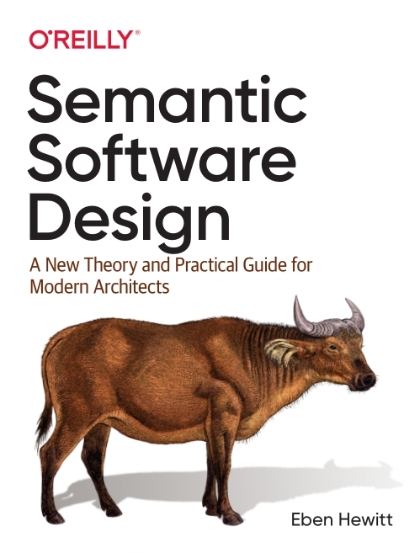 O'REILLY®
Semantic
Software
Design
A New Theory and Practical Guide for
Modern Architects
Eben Hewitt